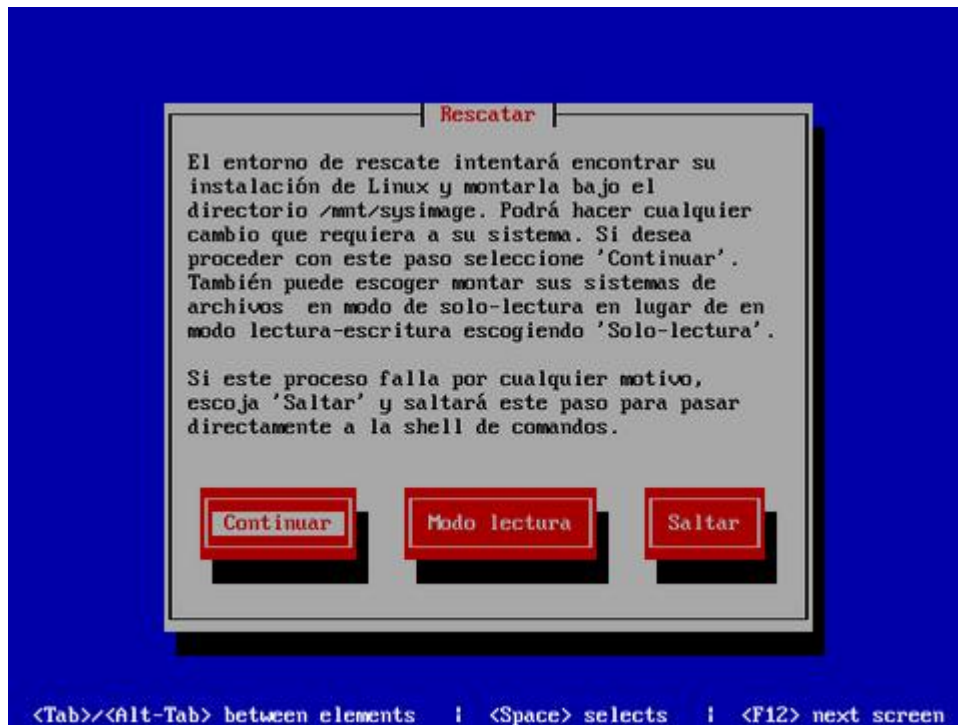 Rescatar
El entorno de rescate intentará encontrar su
instalación de Linux y montarla bajo el
directorio /mnt/sysimage. Podrá hacer cualquier
cambio que requiera a su sistema. Si desea
proceder con este paso seleccione 'Continuar'.
También puede escoger montar sus sistemas de
archivos  en modo de solo-lectura en lugar de en
modo lectura-escritura escogiendo 'Solo-lectura'.
Si este proceso falla por cualquier motivo,
escoja 'Saltar' y saltará este paso para pasar
directamente a la shell de comandos.
Continuar Modo lectura Saltar
<Tab>/<Alt-Tab> between elements | <Space> selects | <F12> next screen